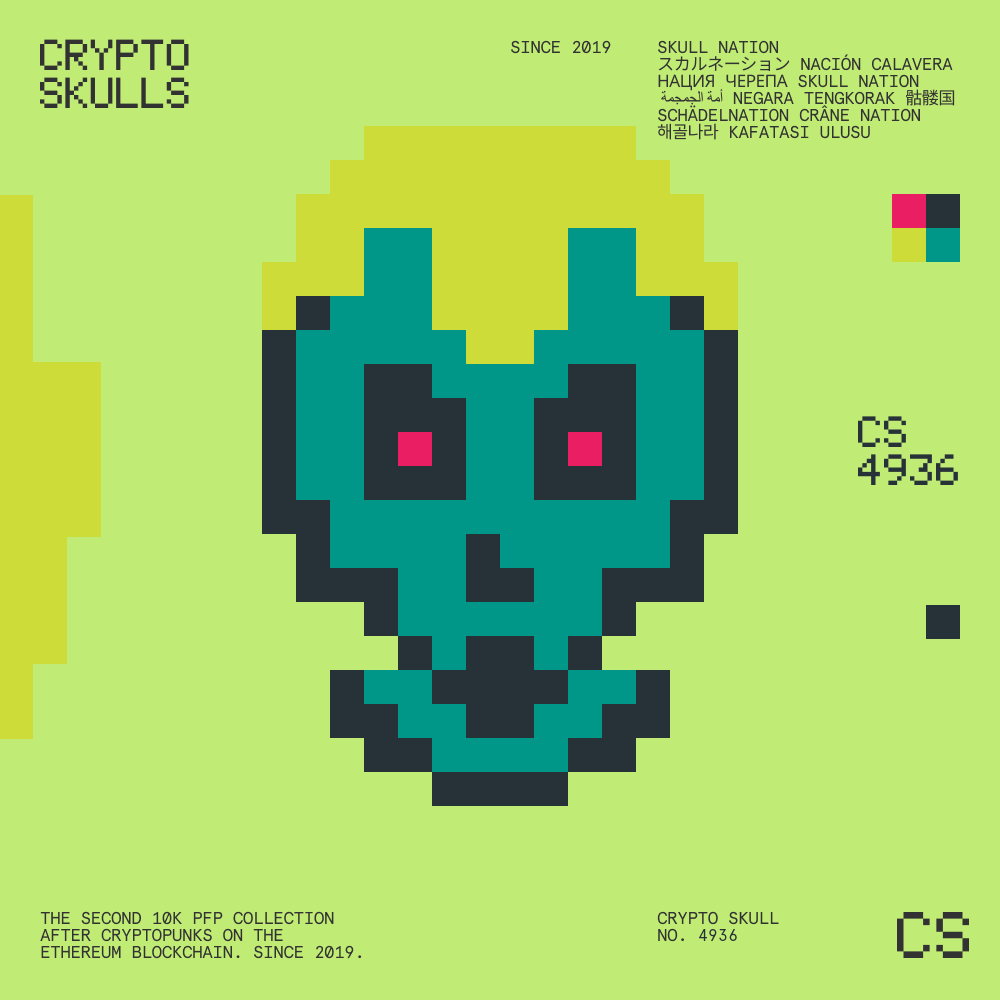 CRYPTO
SKULLS
SINCE 2019
SKULL NATION
スカルネーション NACIÓN CALAVERA
НАЦИЯ ЧЕРЕПА SKULL NATION
أمة الجمجمة NEGARA TENGKORAK 骷髅国
SCHÄDELNATION CRÂNE NATION
해골나라 KAFATASI ULUSU
CS
4936
THE SECOND 10K PFP COLLECTION
AFTER CRYPTOPUNKS ON THE
ETHEREUM BLOCKCHAIN. SINCE 2019.
CRYPTO SKULL
NO. 4936
CS